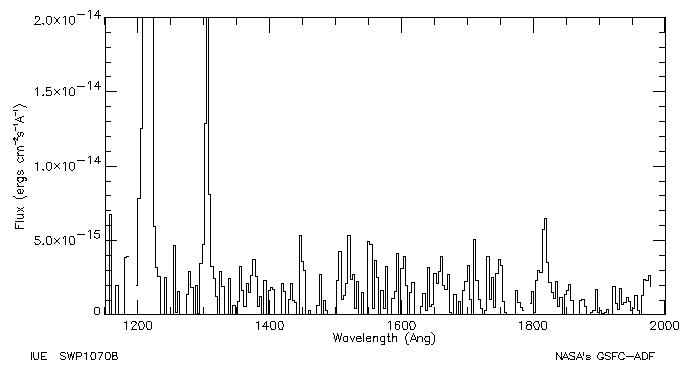 2.0×10⁻¹⁴
1.5×10⁻¹⁴
1.0×10⁻¹⁴
5.0×10⁻¹⁵
0
Flux (ergs cm⁻²s⁻¹A⁻¹)
1200 1400 1600 1800 2000
Wavelength (Ang)
IUE SWP10708 NASA's GSFC–ADF